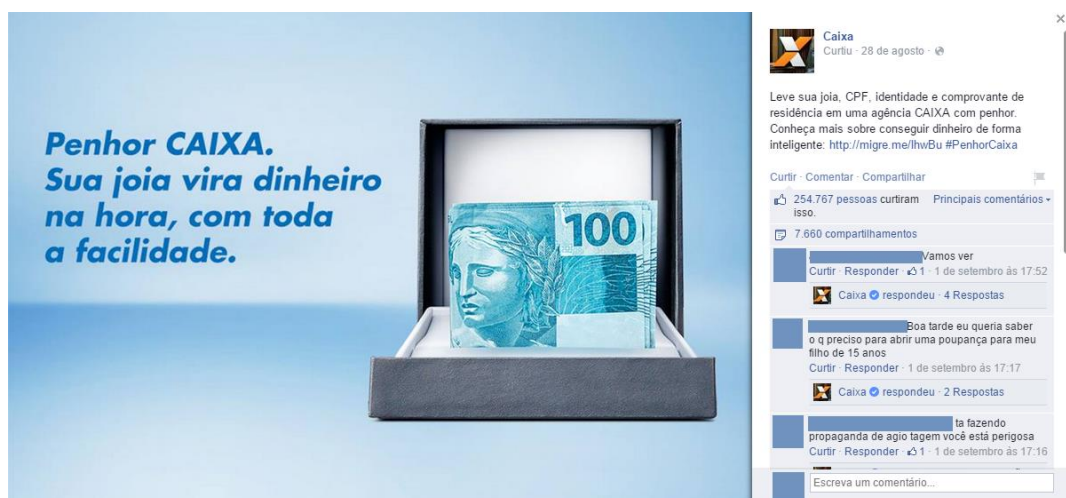 Penhor CAIXA.
Sua joia vira dinheiro
na hora, com toda
a facilidade.
100
Caixa
Curtiu · 28 de agosto ·
Leve sua joia, CPF, identidade e comprovante de
residência em uma agência CAIXA com penhor.
Conheça mais sobre conseguir dinheiro de forma
inteligente: http://migre.me/lhwBu #PenhorCaixa
Curtir · Comentar · Compartilhar
254.767 pessoas curtiram Principais comentários
isso.
7.660 compartilhamentos
Vamos ver
Curtir · Responder · 1 · 1 de setembro às 17:52
Caixa respondeu · 4 Respostas
Boa tarde eu queria saber
o q preciso para abrir uma poupança para meu
filho de 15 anos
Curtir · Responder · 1 de setembro às 17:17
Caixa respondeu · 2 Respostas
ta fazendo
propaganda de agio tagem você está perigosa
Curtir · Responder · 1 · 1 de setembro às 17:16
Escreva um comentário...